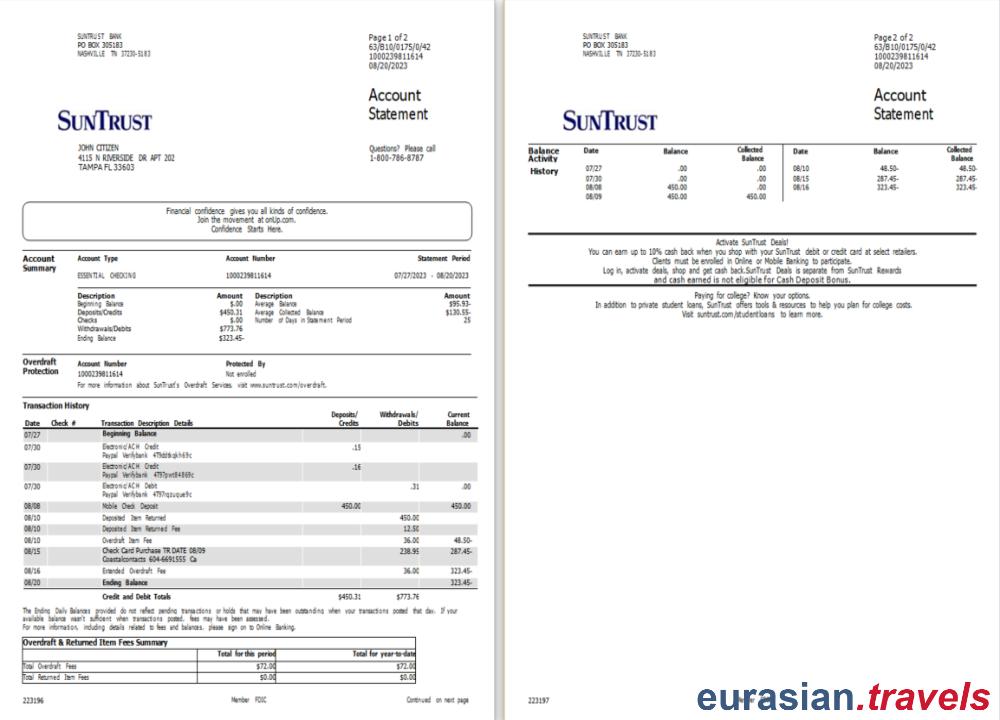 SUNTRUST BANK
PO BOX 305183
NASHVILLE TN 37230-5183
Page 1 of 2
63/B10/0175/0/42
1000239811614
08/20/2023
SUNTRUST
Account
Statement
JOHN CITIZEN
4115 N RIVERSIDE DR APT 202
TAMPA FL 33603
Questions? Please call
1-800-786-8787
Financial confidence gives you all kinds of confidence.
Join the movement at onUp.com.
Confidence Starts Here.
Account Summary
Account Type Account Number Statement Period
ESSENTIAL CHECKING 1000239811614 07/27/2023 - 08/20/2023
Description Amount Description Amount
Beginning Balance $.00 Average Balance $95.93-
Deposits/Credits $450.31 Average Collected Balance $130.55-
Checks $.00 Number of Days in Statement Period 25
Withdrawals/Debits $773.76
Ending Balance $323.45-
Overdraft Protection
Account Number Protected By
1000239811614 Not enrolled
For more information about SunTrust's Overdraft Services, visit www.suntrust.com/overdraft.
Transaction History
Date Check # Transaction Description Details Deposits/ Credits Withdrawals/ Debits Current Balance
07/27 Beginning Balance .00
07/30 Electronic/ACH Credit .15
Paypal Verifybank
07/30 Electronic/ACH Credit .16
Paypal Verifybank
07/30 Electronic/ACH Debit .31 .00
Paypal Verifybank
08/08 Mobile Check Deposit 450.00 450.00
08/10 Deposited Item Returned 450.00
08/10 Deposited Item Returned Fee 12.50
08/10 Overdraft Item Fee 36.00 48.50-
08/15 Check Card Purchase TR DATE 08/09 238.95 287.45-
Coastalcontacts 604-6691555 Ca
08/16 Extended Overdraft Fee 36.00 323.45-
08/20 Ending Balance 323.45-
Credit and Debit Totals $450.31 $773.76
The Ending Daily Balances provided do not reflect pending transactions or holds that may have been outstanding when your transactions posted that day. If your
available balance wasn't sufficient when transactions posted, fees may have been assessed.
For more information, including details related to fees and balances, please sign on to Online Banking.
Overdraft & Returned Item Fees Summary
Total for this period Total for year-to-date
Total Overdraft Fees $72.00 $72.00
Total Returned Item Fees $0.00 $0.00
223196 Member FDIC Continued on next page
SUNTRUST BANK
PO BOX 305183
NASHVILLE TN 37230-5183
Page 2 of 2
63/B10/0175/0/42
1000239811614
08/20/2023
SUNTRUST
Account
Statement
Balance Activity History
Date Balance Collected Balance Date Balance Collected Balance
07/27 .00 .00 08/10 48.50- 48.50-
07/30 .00 .00 08/15 287.45- 287.45-
08/08 450.00 .00 08/16 323.45- 323.45-
08/09 450.00 450.00
Activate SunTrust Deals!
You can earn up to 10% cash back when you shop with your SunTrust debit or credit card at select retailers.
Clients must be enrolled in Online or Mobile Banking to participate.
Log in, activate deals, shop and get cash back.SunTrust Deals is separate from SunTrust Rewards
and cash earned is not eligible for Cash Deposit Bonus.
Paying for college? Know your options.
In addition to private student loans, SunTrust offers tools & resources to help you plan for college costs.
Visit suntrust.com/studentloans to learn more.
223197
eurasian.travels